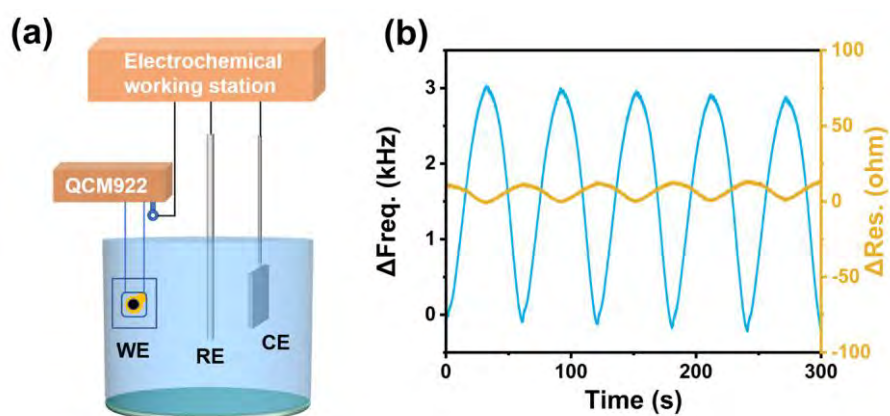 (a)
Electrochemical
working station
QCM922
WE
RE
CE
(b)
ΔFreq. (kHz)
3
2
1
0
100
50
0
-50
-100
ΔRes. (ohm)
0
100
200
300
Time (s)